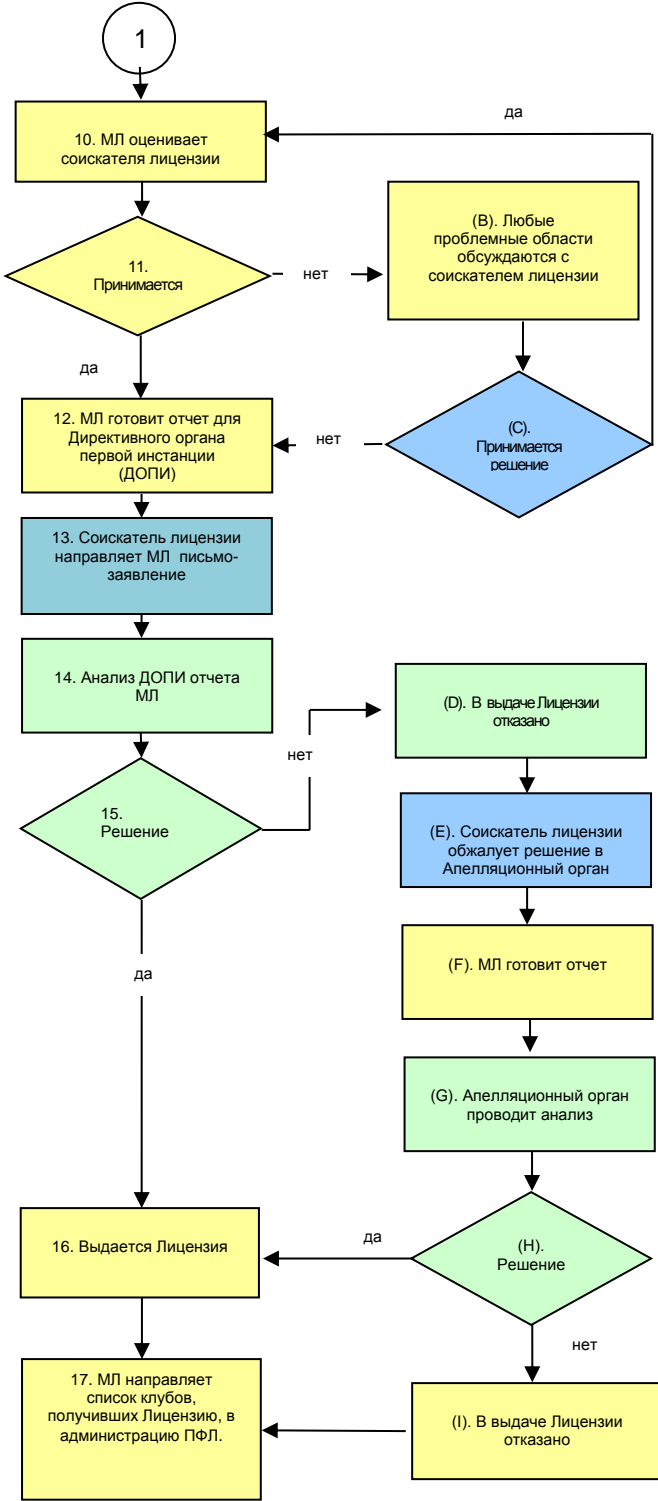 1
да
10. МЛ оценивает
соискателя лицензии
(B). Любые
проблемные области
обсуждаются с
соискателем лицензии
11.
Принимается
нет
да
12. МЛ готовит отчет для
Директивного органа
первой инстанции
(ДОПИ)
нет
(C).
Принимается
решение
13. Соискатель лицензии
направляет МЛ письмо-
заявление
14. Анализ ДОПИ отчета
МЛ
(D). В выдаче Лицензии
отказано
нет
15.
Решение
(E). Соискатель лицензии
обжалует решение в
Апелляционный орган
да
(F). МЛ готовит отчет
(G). Апелляционный орган
проводит анализ
16. Выдается Лицензия
да
(H).
Решение
нет
17. МЛ направляет
список клубов,
получивших Лицензию, в
администрацию ПФЛ.
(I). В выдаче Лицензии
отказано